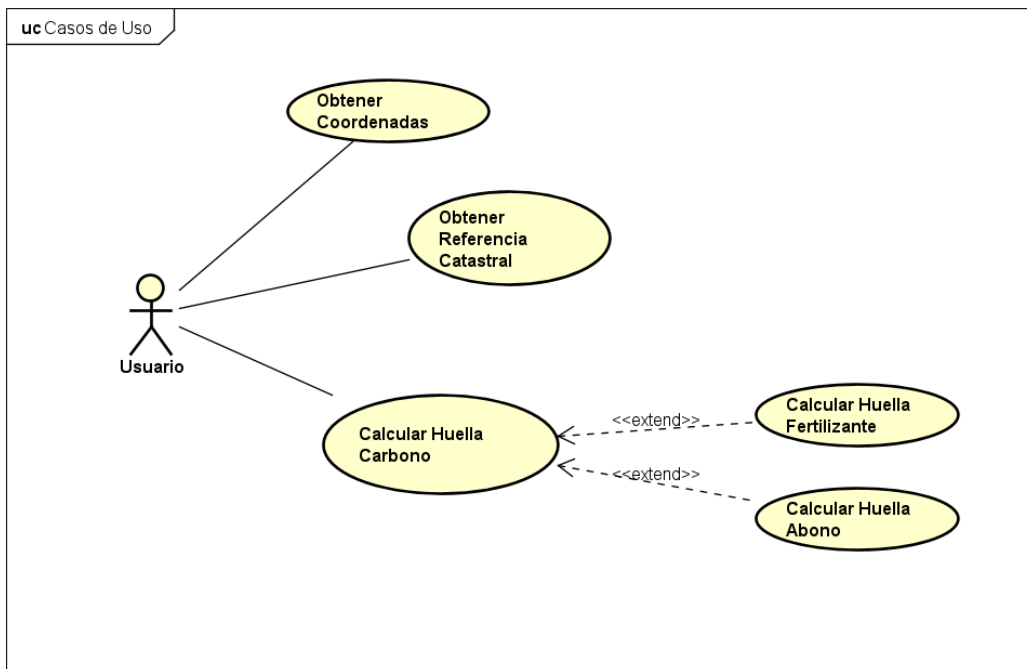 uc Casos de Uso
Obtener
Coordenadas
Obtener
Referencia
Catastral
Usuario
Calcular Huella
Carbono
<<extend>>
Calcular Huella
Fertilizante
<<extend>>
Calcular Huella
Abono